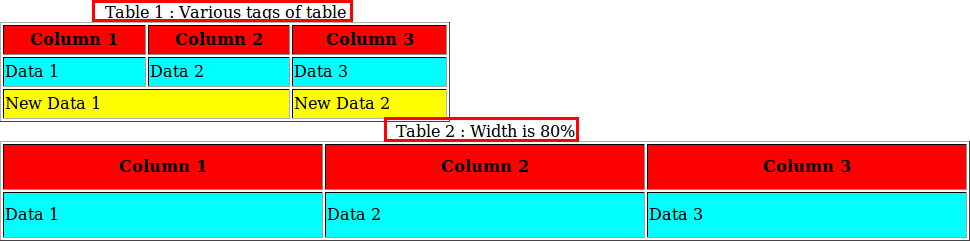 Table 1 : Various tags of table
Column 1 Column 2 Column 3
Data 1 Data 2 Data 3
New Data 1 New Data 2
Table 2 : Width is 80%
Column 1 Column 2 Column 3
Data 1 Data 2 Data 3